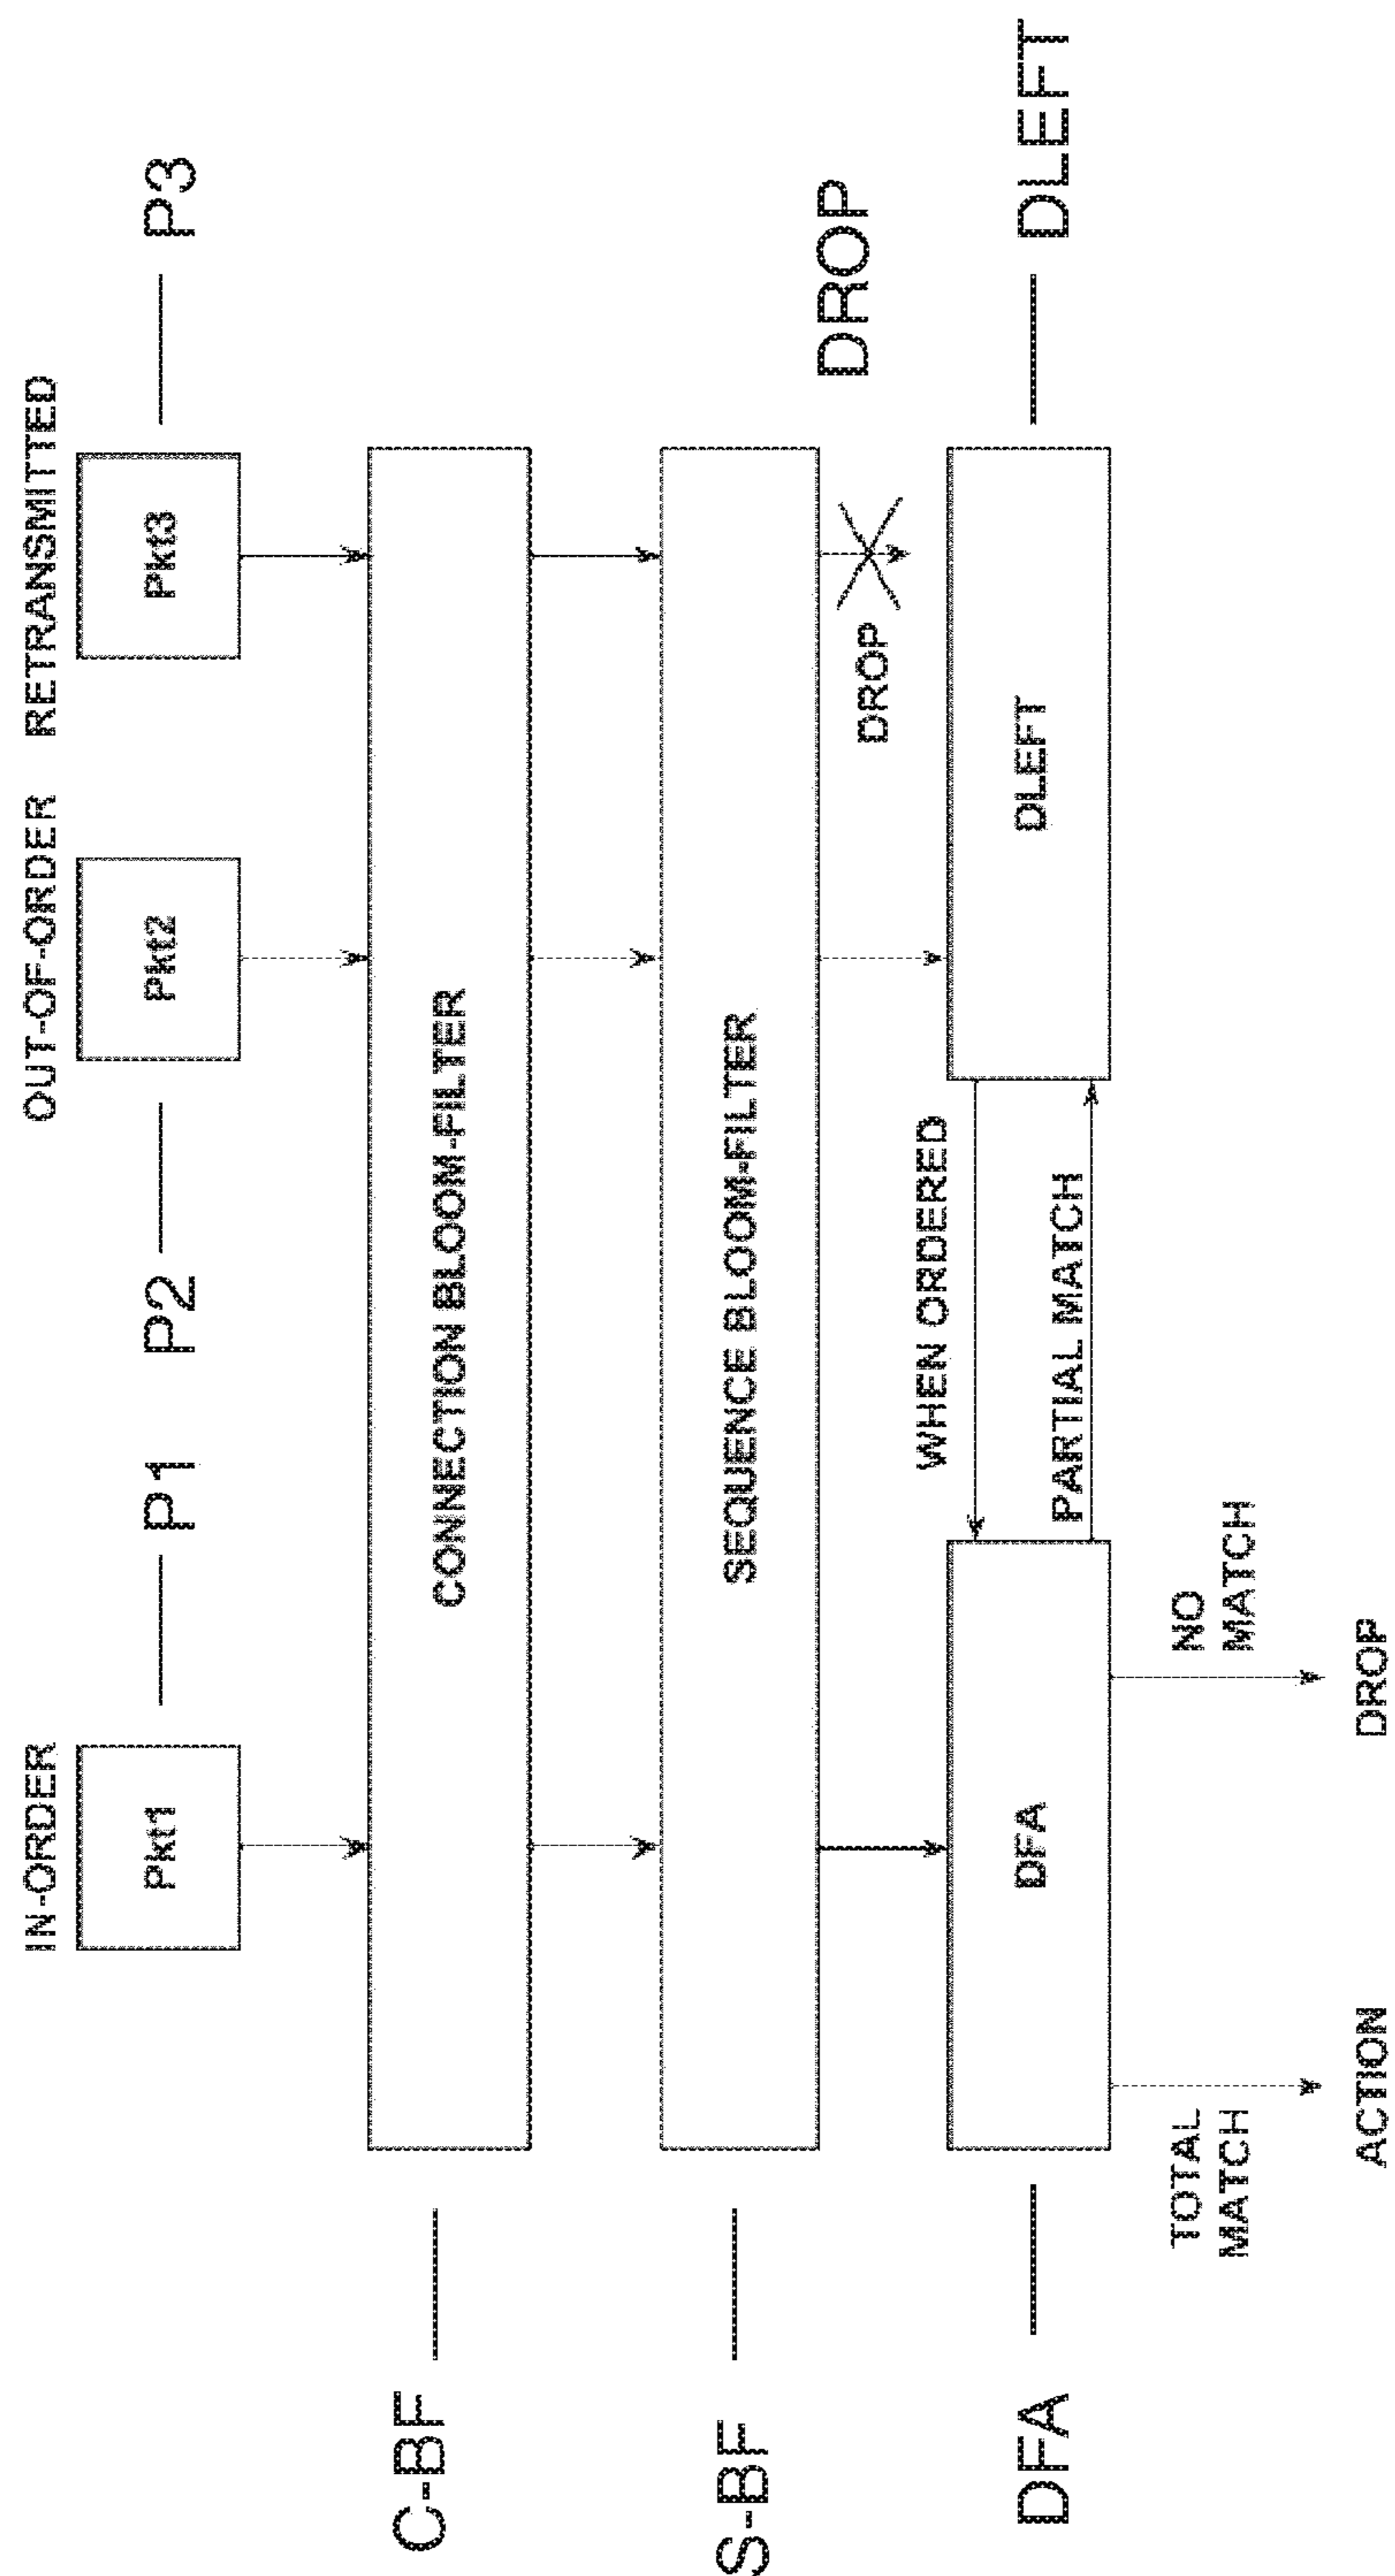 IN-ORDER
OUT-OF-ORDER
RETRANSMITTED
Pkt1
P1
P2
Pkt2
Pkt3
P3
C-BF
CONNECTION BLOOM-FILTER
S-BF
SEQUENCE BLOOM-FILTER
DROP
DROP
WHEN ORDERED
DFA
DFA
DLEFT
DLEFT
PARTIAL MATCH
TOTAL
MATCH
NO
MATCH
ACTION
DROP